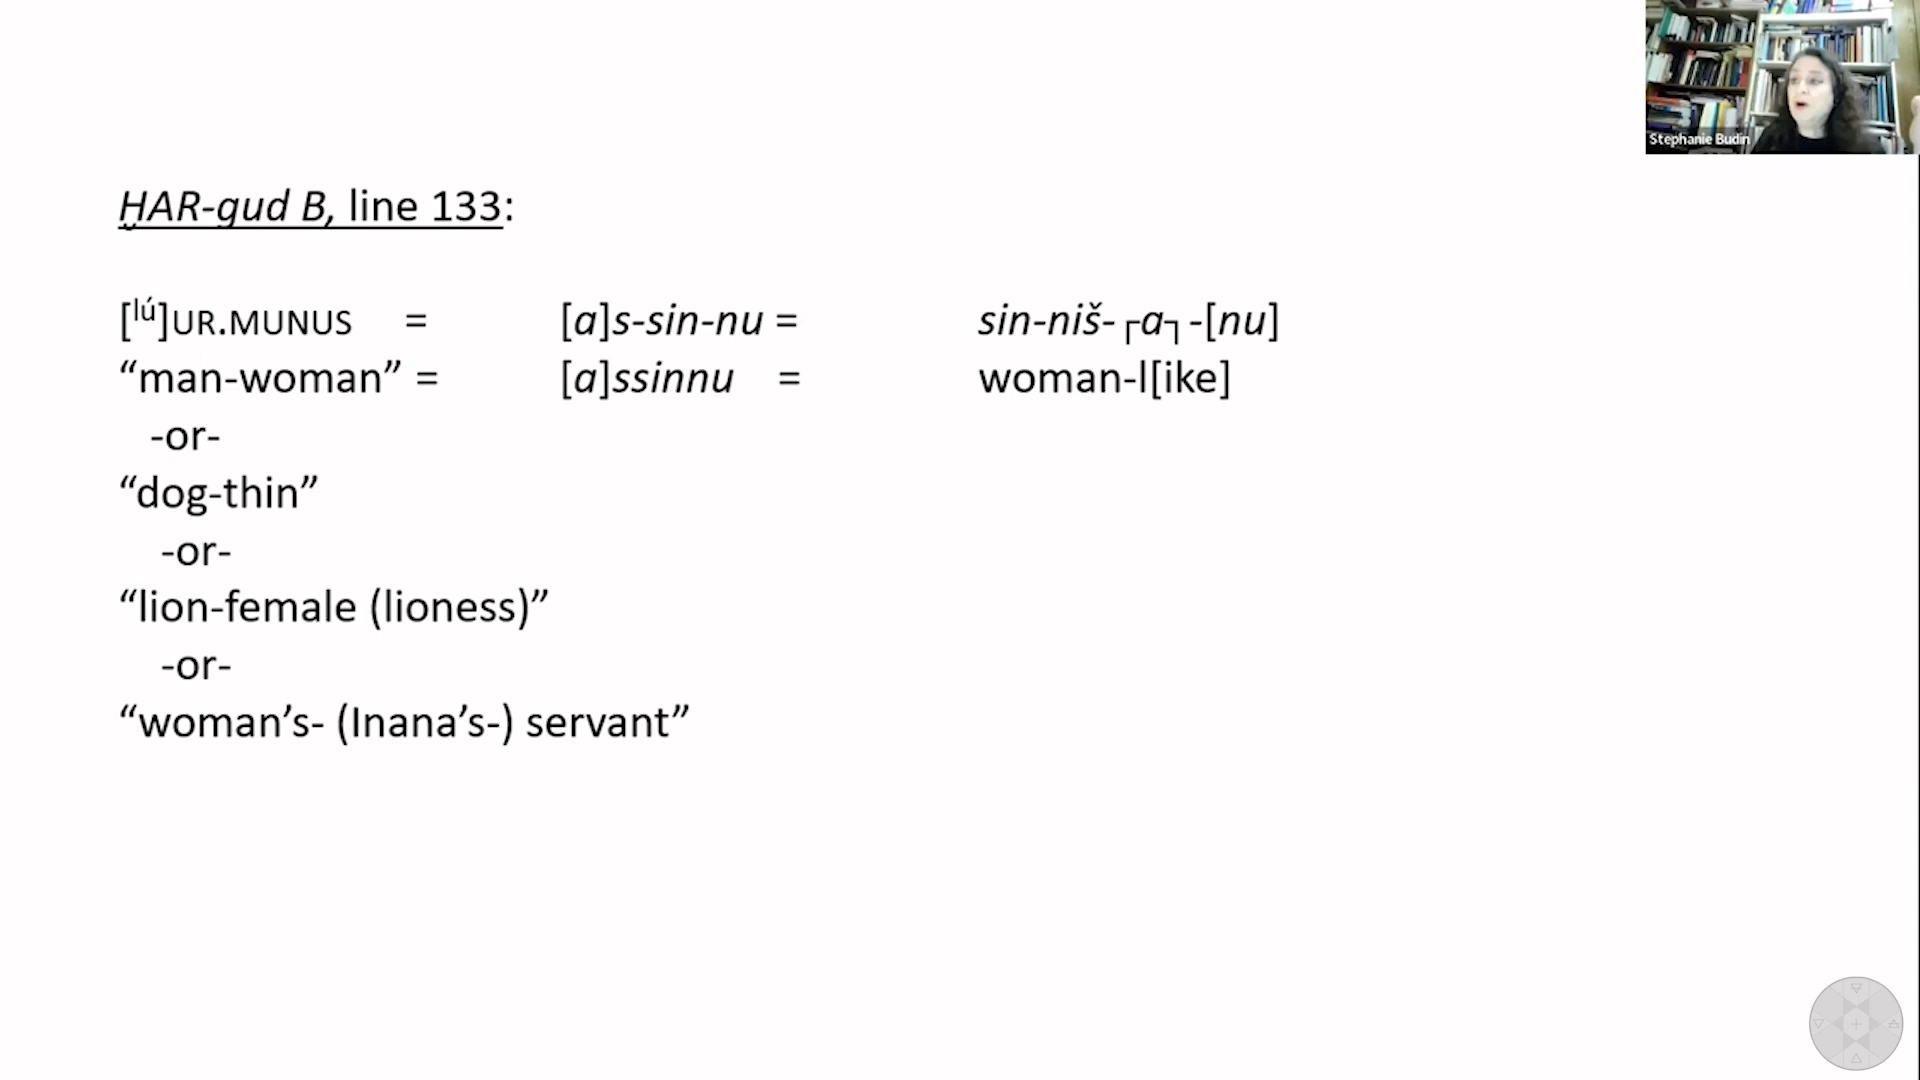 Stephanie Budin
ḪAR-gud B, line 133:
[lú]UR.MUNUS = [a]s-sin-nu = sin-niš-┌a┐-[nu]
“man-woman” = [a]ssinnu = woman-l[ike]
-or-
“dog-thin”
-or-
“lion-female (lioness)”
-or-
“woman’s- (Inana’s-) servant”